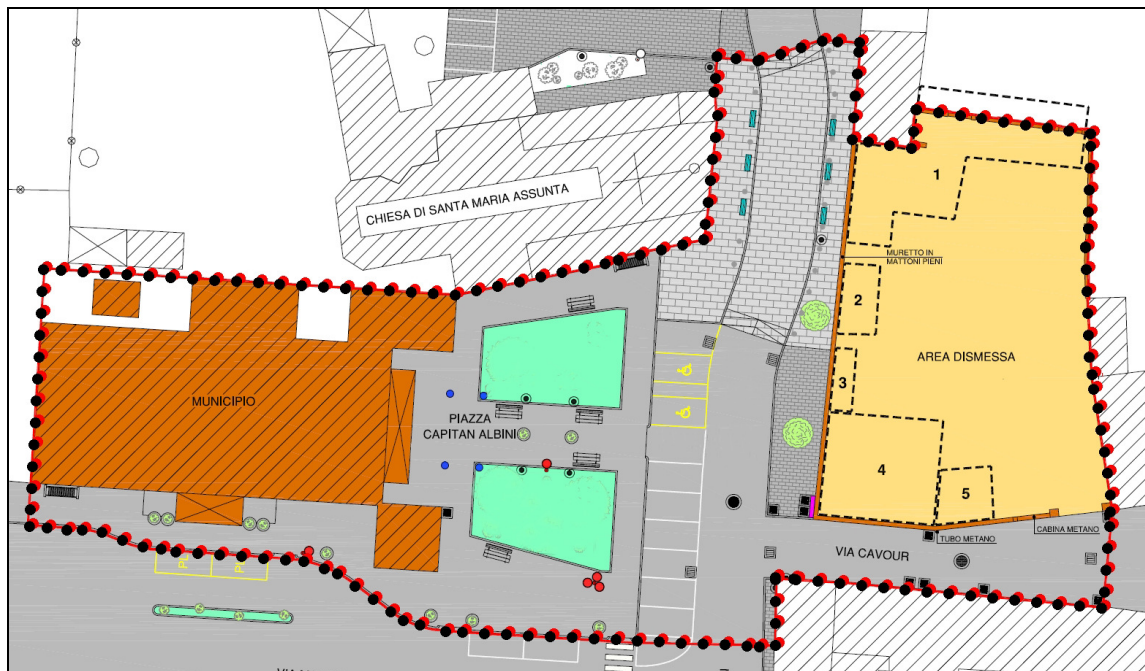 CHIESA DI SANTA MARIA ASSUNTA
1
MURETTO IN
MATTONI PIENI
2
AREA DISMESSA
3
MUNICIPIO
PIAZZA
CAPITAN ALBINI
4
5
CABINA METANO
TUBO METANO
VIA CAVOUR